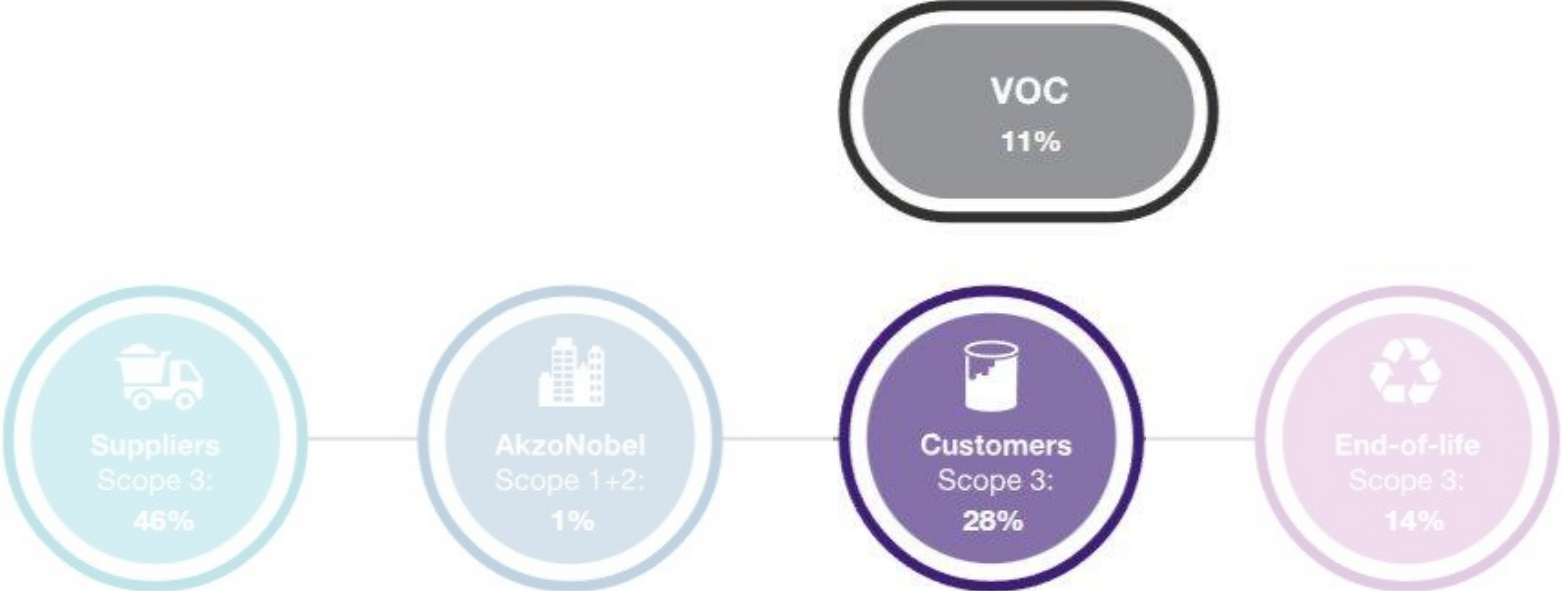 VOC
11%
Suppliers
Scope 3:
46%
AkzoNobel
Scope 1+2:
1%
Customers
Scope 3:
28%
End-of-life
Scope 3:
14%